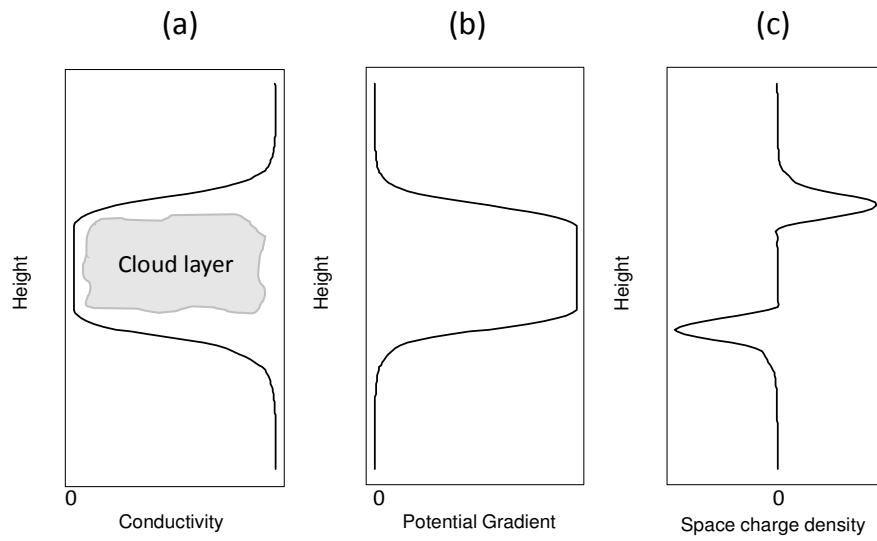 (a)
(b)
(c)
Height
Cloud layer
Height
Height
0
0
0
Conductivity
Potential Gradient
Space charge density